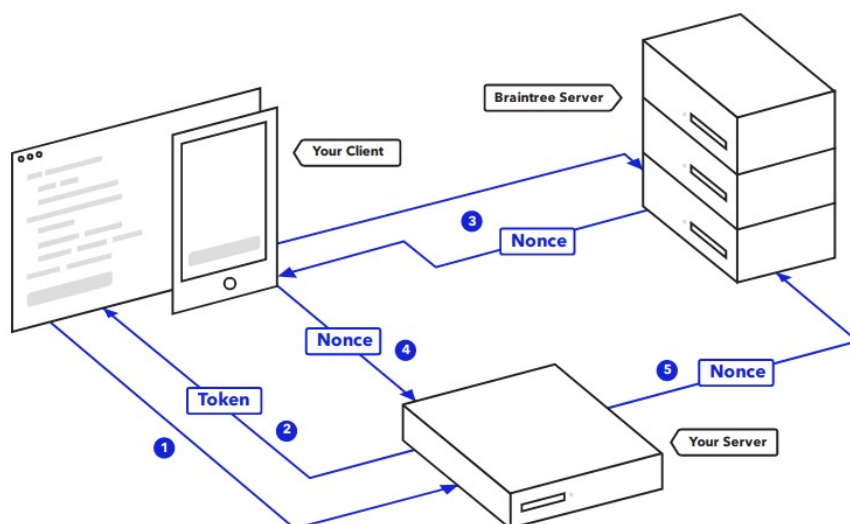 Braintree Server
Your Client
3
Nonce
Nonce
4
5
Nonce
Token
2
1
Your Server